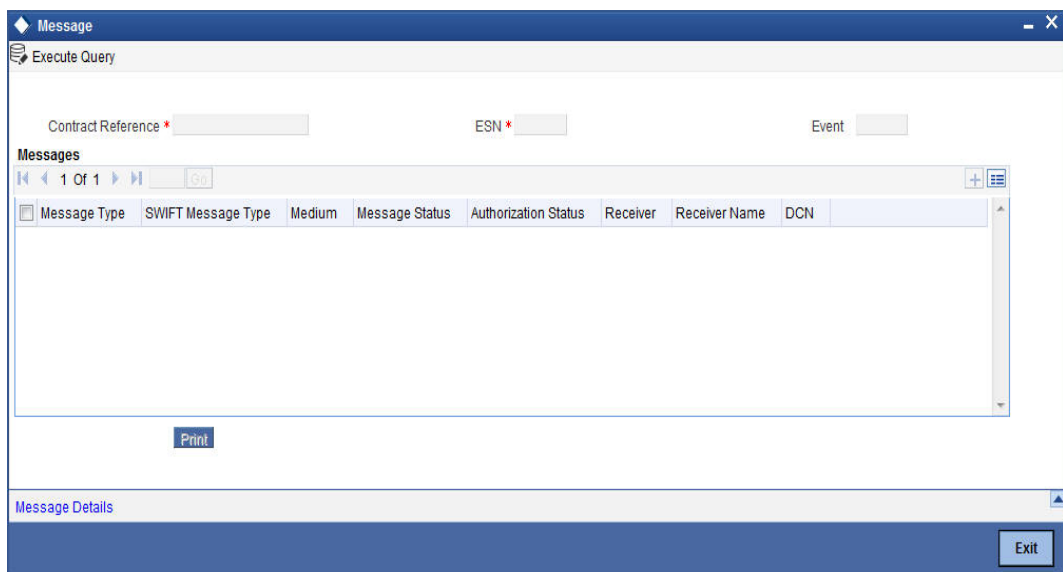 Message
Execute Query
Contract Reference * ESN * Event
Messages
1 Of 1 Go
Message Type SWIFT Message Type Medium Message Status Authorization Status Receiver Receiver Name DCN
Print
Message Details
Exit